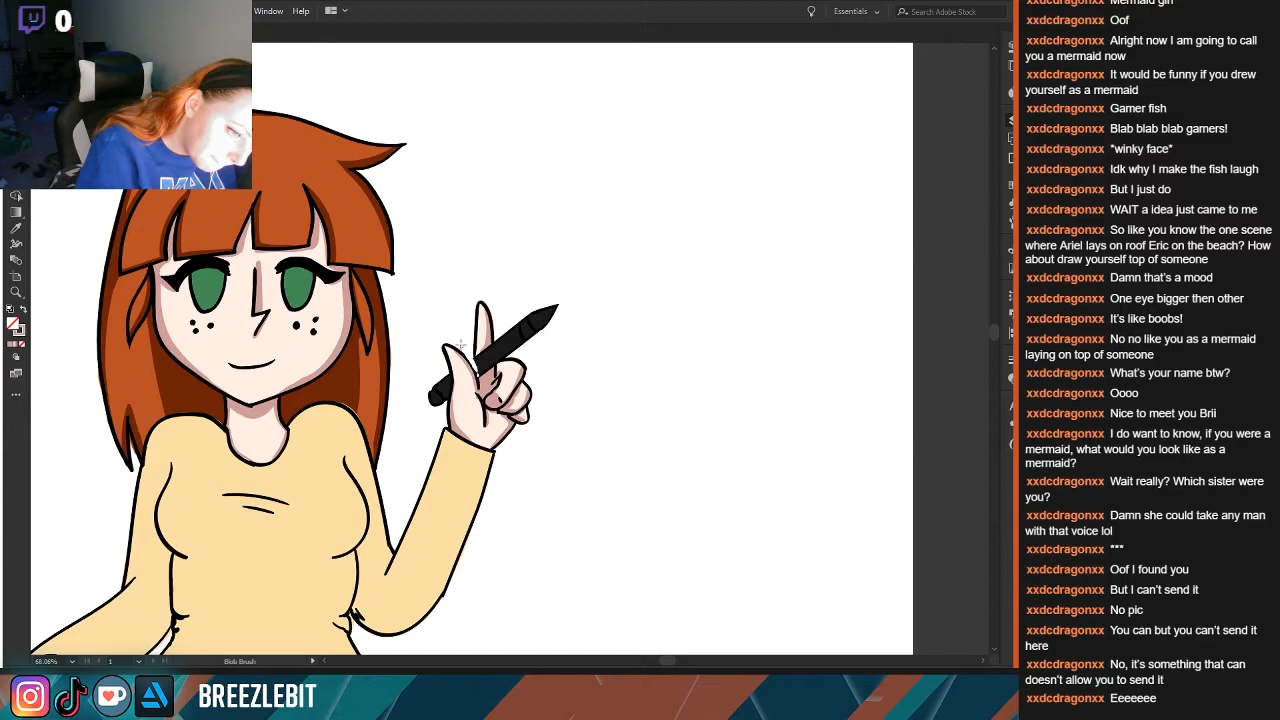 0
Window Help
Essentials
Search Adobe Stock
Mermaid girl
xxdcdragonxx Oof
xxdcdragonxx Alright now I am going to call
you a mermaid now
xxdcdragonxx It would be funny if you drew
yourself as a mermaid
xxdcdragonxx Gamer fish
xxdcdragonxx Blab blab blab gamers!
xxdcdragonxx *winky face*
xxdcdragonxx Idk why I make the fish laugh
xxdcdragonxx But I just do
xxdcdragonxx WAIT a idea just came to me
xxdcdragonxx So like you know the one scene
where Ariel lays on roof Eric on the beach? How
about draw yourself top of someone
xxdcdragonxx Damn that's a mood
xxdcdragonxx One eye bigger then other
xxdcdragonxx It's like boobs!
xxdcdragonxx No no like you as a mermaid
laying on top of someone
xxdcdragonxx What's your name btw?
xxdcdragonxx Oooo
xxdcdragonxx Nice to meet you Brii
xxdcdragonxx I do want to know, if you were a
mermaid, what would you look like as a
mermaid?
xxdcdragonxx Wait really? Which sister were
you?
xxdcdragonxx Damn she could take any man
with that voice lol
xxdcdragonxx ***
xxdcdragonxx Oof I found you
xxdcdragonxx But I can't send it
xxdcdragonxx No pic
xxdcdragonxx You can but you can't send it
here
xxdcdragonxx No, it's something that can
doesn't allow you to send it
xxdcdragonxx Eeeeeee
68.06%
1
Blob Brush
BREEZLEBIT